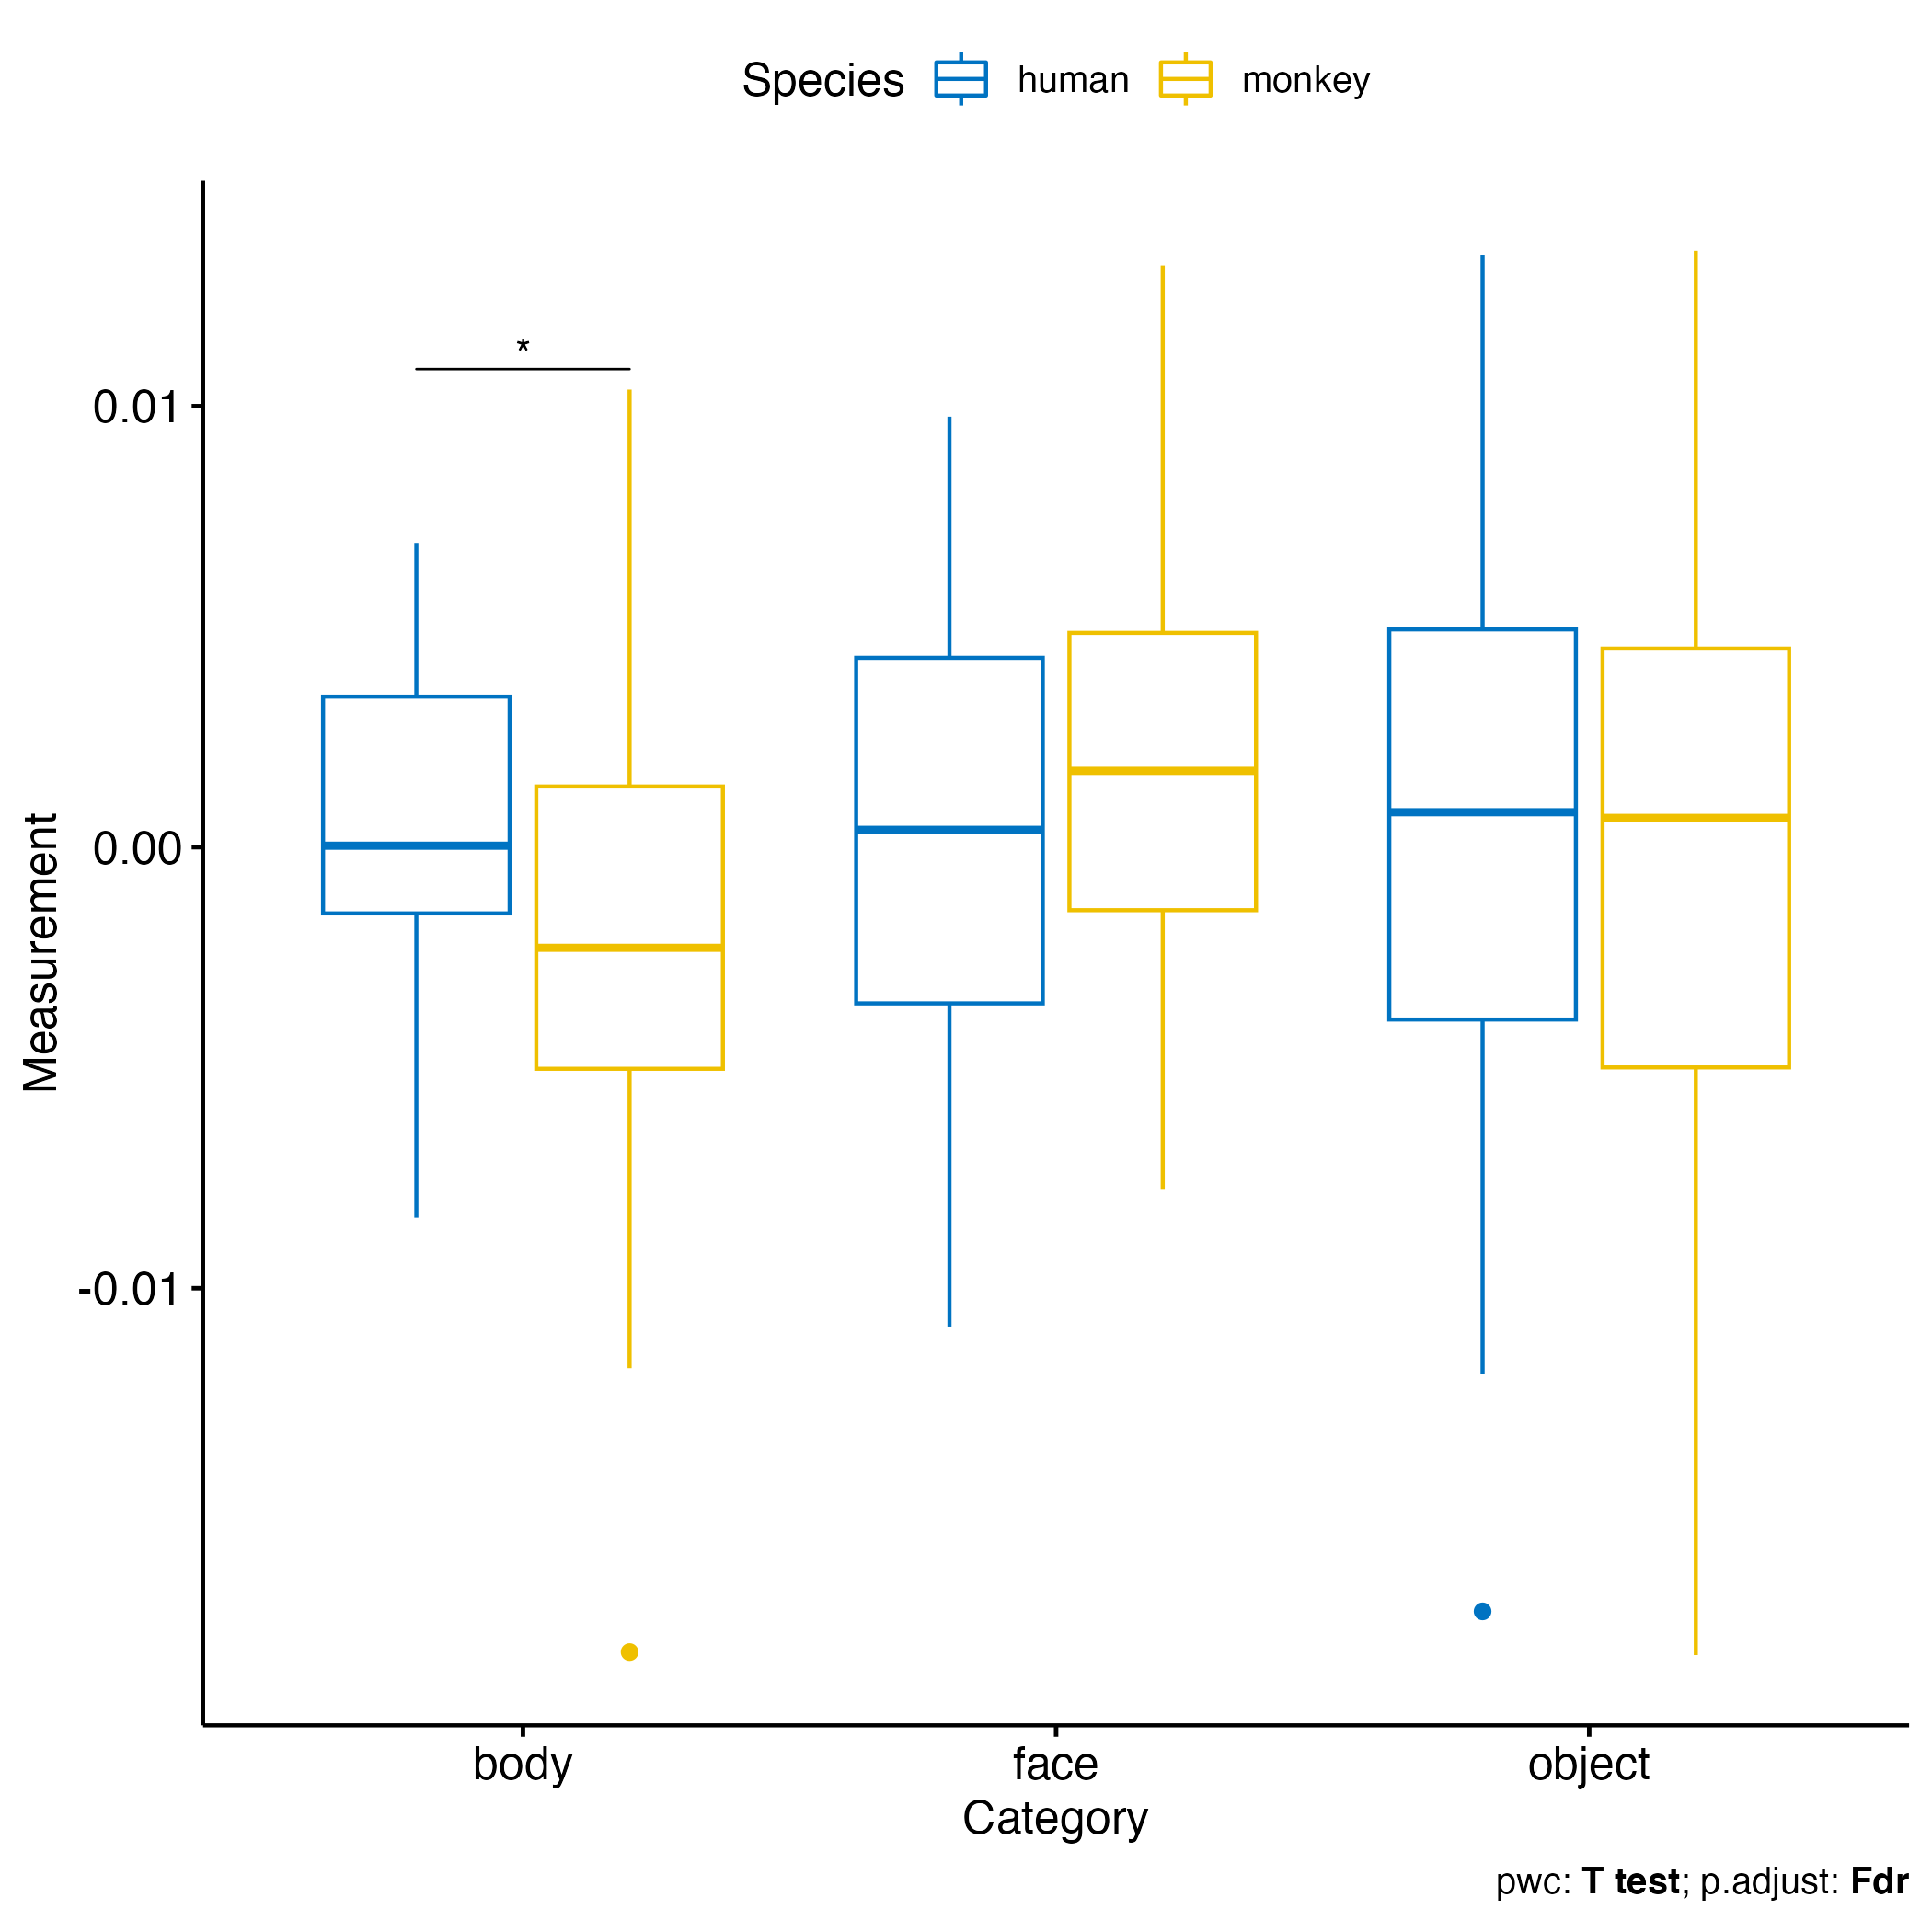 Species human monkey
*
0.01
0.00
-0.01
Measurement
body face object
Category
pwc: T test; p.adjust: Fdr